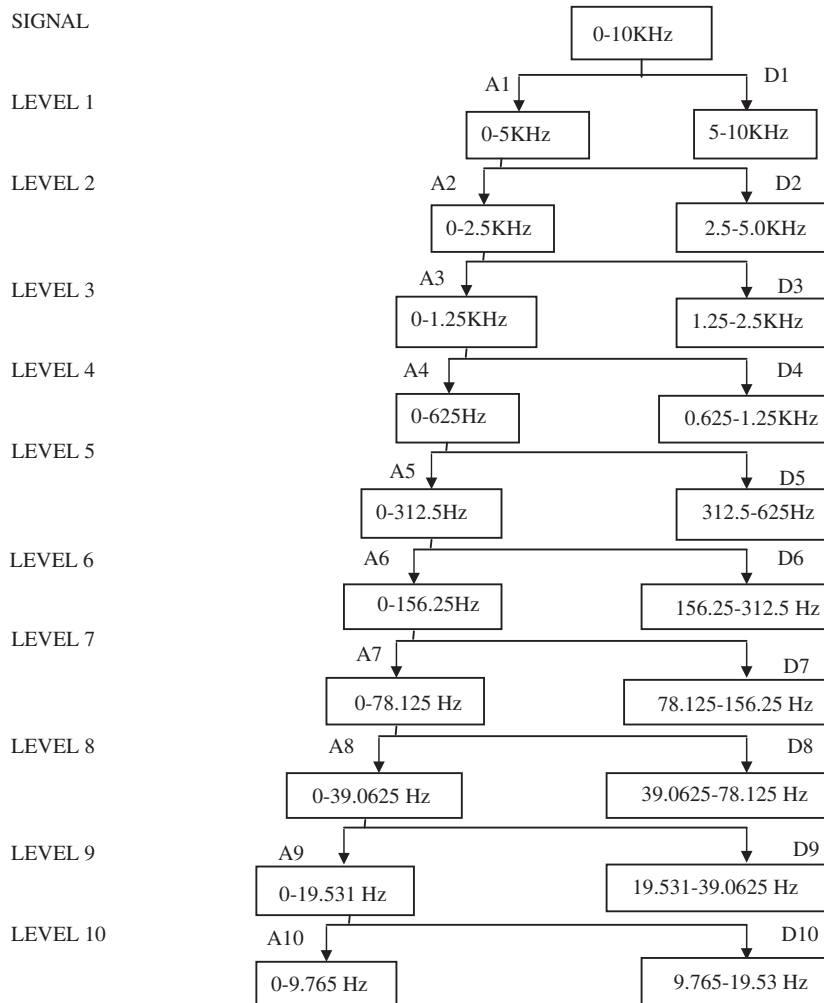 SIGNAL
0-10KHz
A1
D1
LEVEL 1
0-5KHz
5-10KHz
A2
D2
LEVEL 2
0-2.5KHz
2.5-5.0KHz
A3
D3
LEVEL 3
0-1.25KHz
1.25-2.5KHz
A4
D4
LEVEL 4
0-625Hz
0.625-1.25KHz
LEVEL 5
A5
D5
0-312.5Hz
312.5-625Hz
LEVEL 6
A6
D6
0-156.25Hz
156.25-312.5 Hz
LEVEL 7
A7
D7
0-78.125 Hz
78.125-156.25 Hz
LEVEL 8
A8
D8
0-39.0625 Hz
39.0625-78.125 Hz
LEVEL 9
A9
D9
0-19.531 Hz
19.531-39.0625 Hz
LEVEL 10
A10
D10
0-9.765 Hz
9.765-19.53 Hz